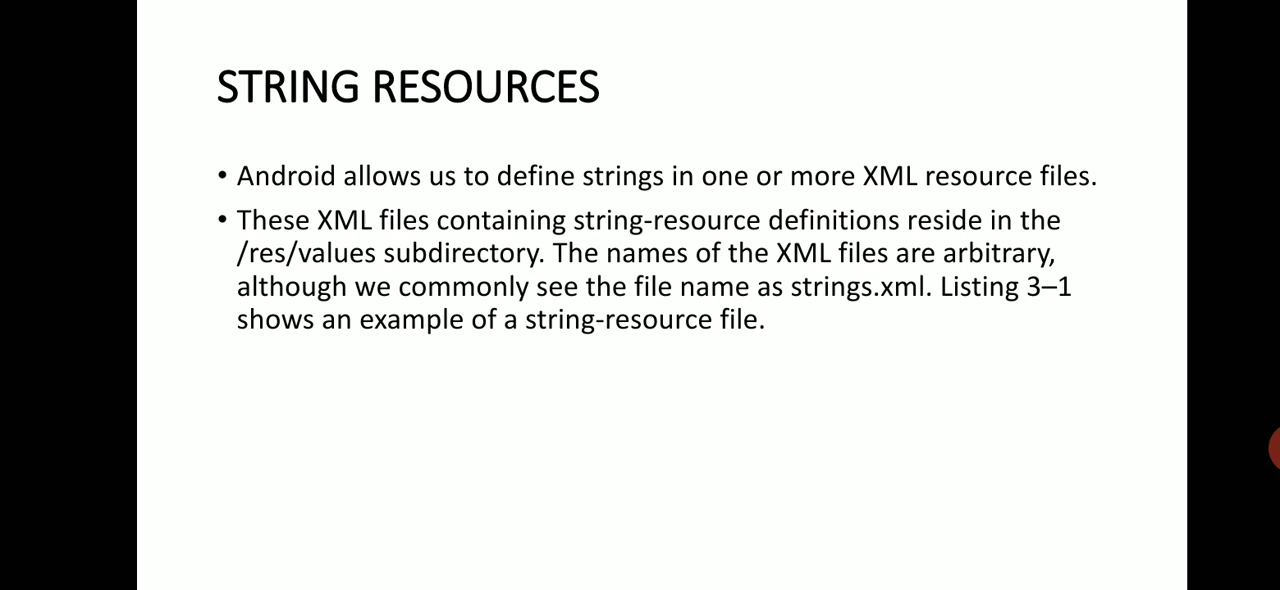 STRING RESOURCES
• Android allows us to define strings in one or more XML resource files.
• These XML files containing string-resource definitions reside in the
/res/values subdirectory. The names of the XML files are arbitrary,
although we commonly see the file name as strings.xml. Listing 3–1
shows an example of a string-resource file.